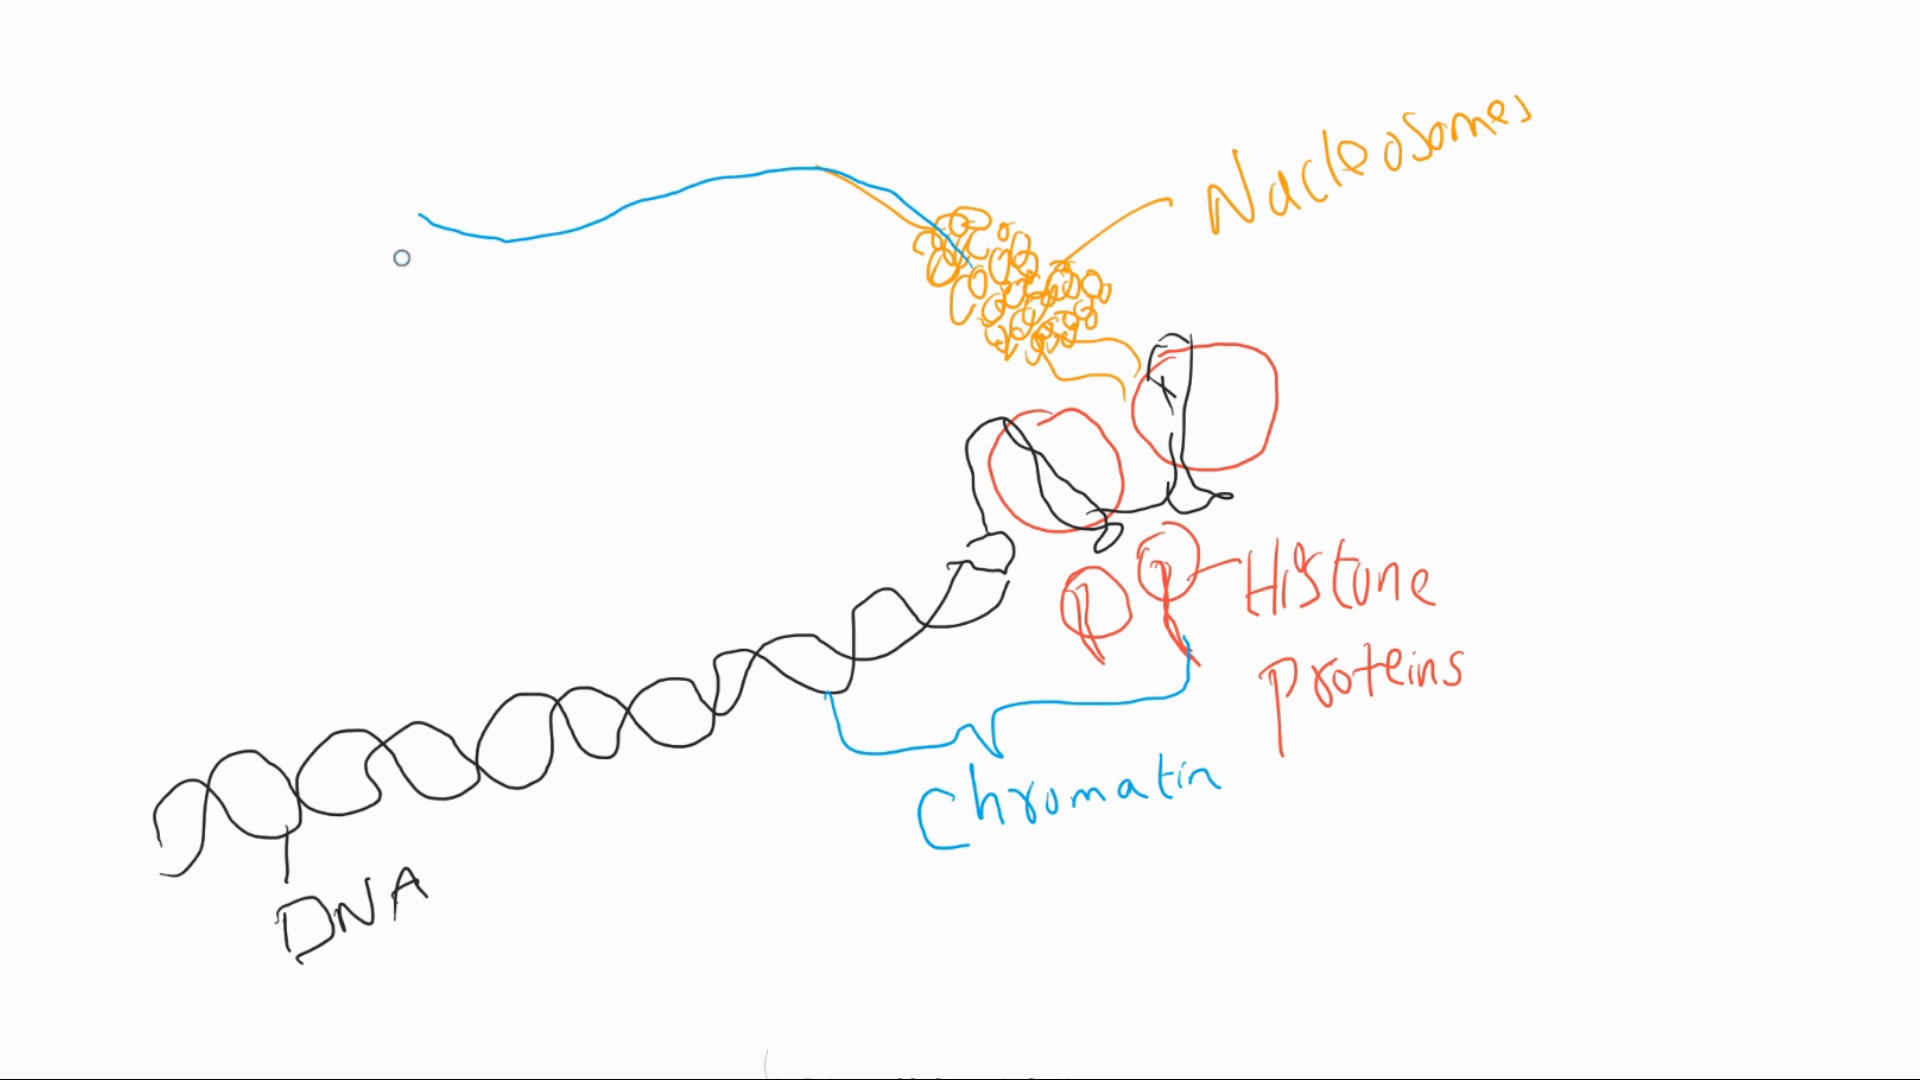 Nucleosomes
Histone
proteins
Chromatin
DNA